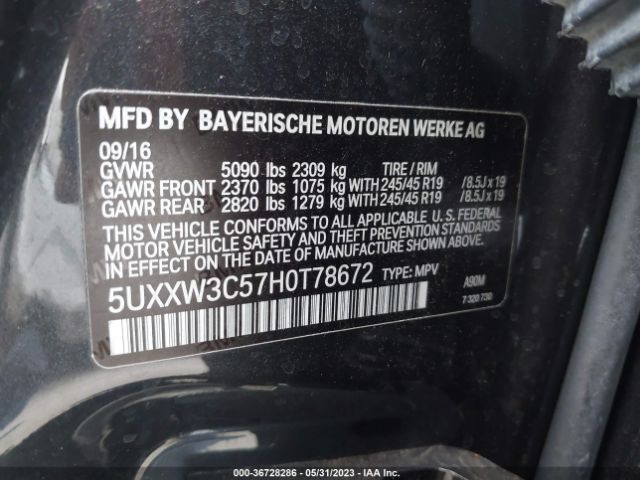 MFD BY BAYERISCHE MOTOREN WERKE AG
09/16
GVWR 5090 lbs 2309 kg TIRE / RIM
GAWR FRONT 2370 lbs 1075 kg WITH 245/45 R19 / 8.5J x 19
GAWR REAR 2820 lbs 1279 kg WITH 245/45 R19 / 8.5J x 19
THIS VEHICLE CONFORMS TO ALL APPLICABLE U. S. FEDERAL
MOTOR VEHICLE SAFETY AND THEFT PREVENTION STANDARDS
IN EFFECT ON THE DATE OF MANUFACTURE SHOWN ABOVE.
5UXXW3C57H0T78672 TYPE: MPV A90M
7 320 730
000-36728286 - 05/31/2023 - IAA Inc.